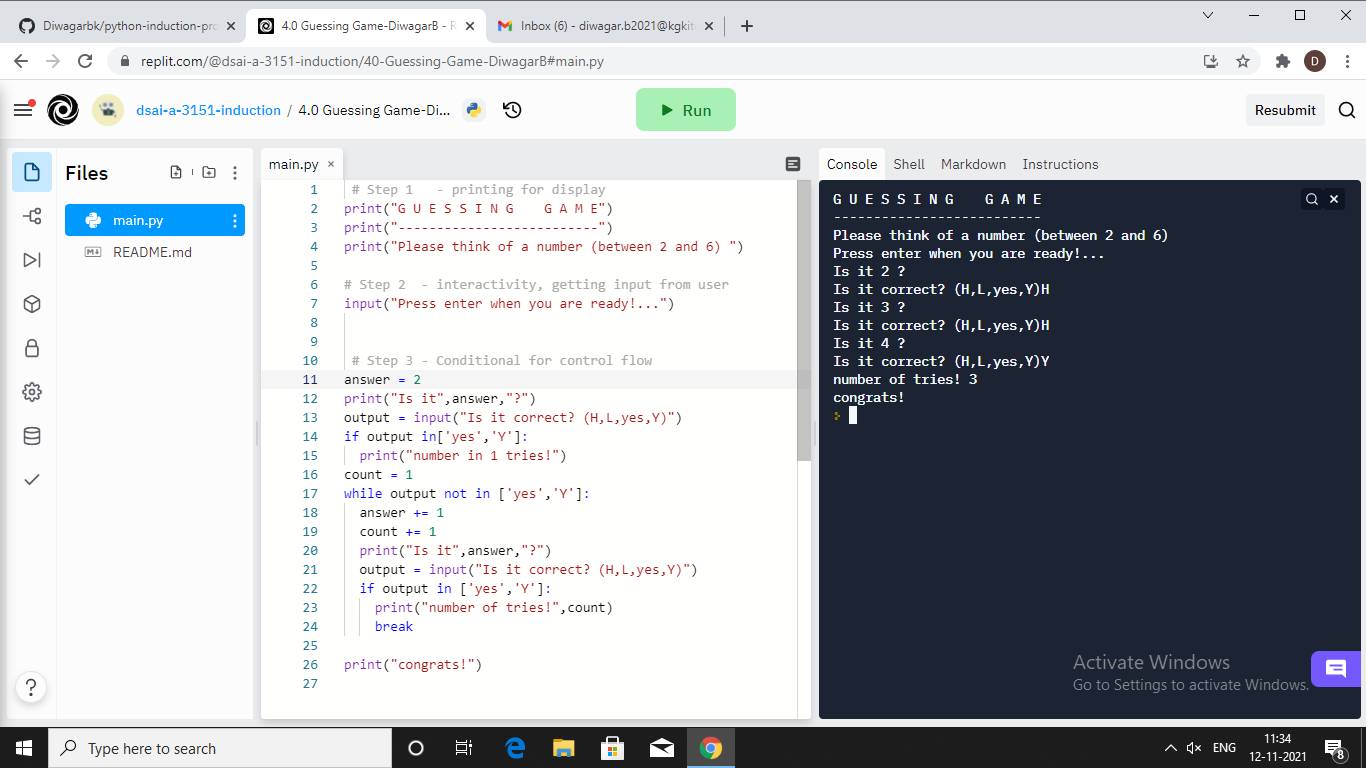 Diwagarbk/python-induction-pro
4.0 Guessing Game-DiwagarB - R
Inbox (6) - diwagar.b2021@kgkit
replit.com/@dsai-a-3151-induction/40-Guessing-Game-DiwagarB#main.py
D
dsai-a-3151-induction / 4.0 Guessing Game-Di...
Run
Resubmit
Files
main.py
README.md
main.py
1 # Step 1   - printing for display
2 print("G U E S S I N G    G A M E")
3 print("--------------------------")
4 print("Please think of a number (between 2 and 6) ")
5
6 # Step 2  - interactivity, getting input from user
7 input("Press enter when you are ready!...")
8
9
10 # Step 3 - Conditional for control flow
11 answer = 2
12 print("Is it",answer,"?")
13 output = input("Is it correct? (H,L,yes,Y)")
14 if output in['yes','Y']:
15   print("number in 1 tries!")
16 count = 1
17 while output not in ['yes','Y']:
18   answer += 1
19   count += 1
20   print("Is it",answer,"?")
21   output = input("Is it correct? (H,L,yes,Y)")
22   if output in ['yes','Y']:
23     print("number of tries!",count)
24     break
25
26 print("congrats!")
27
Console Shell Markdown Instructions
G U E S S I N G    G A M E
--------------------------
Please think of a number (between 2 and 6)
Press enter when you are ready!...
Is it 2 ?
Is it correct? (H,L,yes,Y)H
Is it 3 ?
Is it correct? (H,L,yes,Y)H
Is it 4 ?
Is it correct? (H,L,yes,Y)Y
number of tries! 3
congrats!
Activate Windows
Go to Settings to activate Windows.
?
Type here to search
ENG
11:34
12-11-2021
8